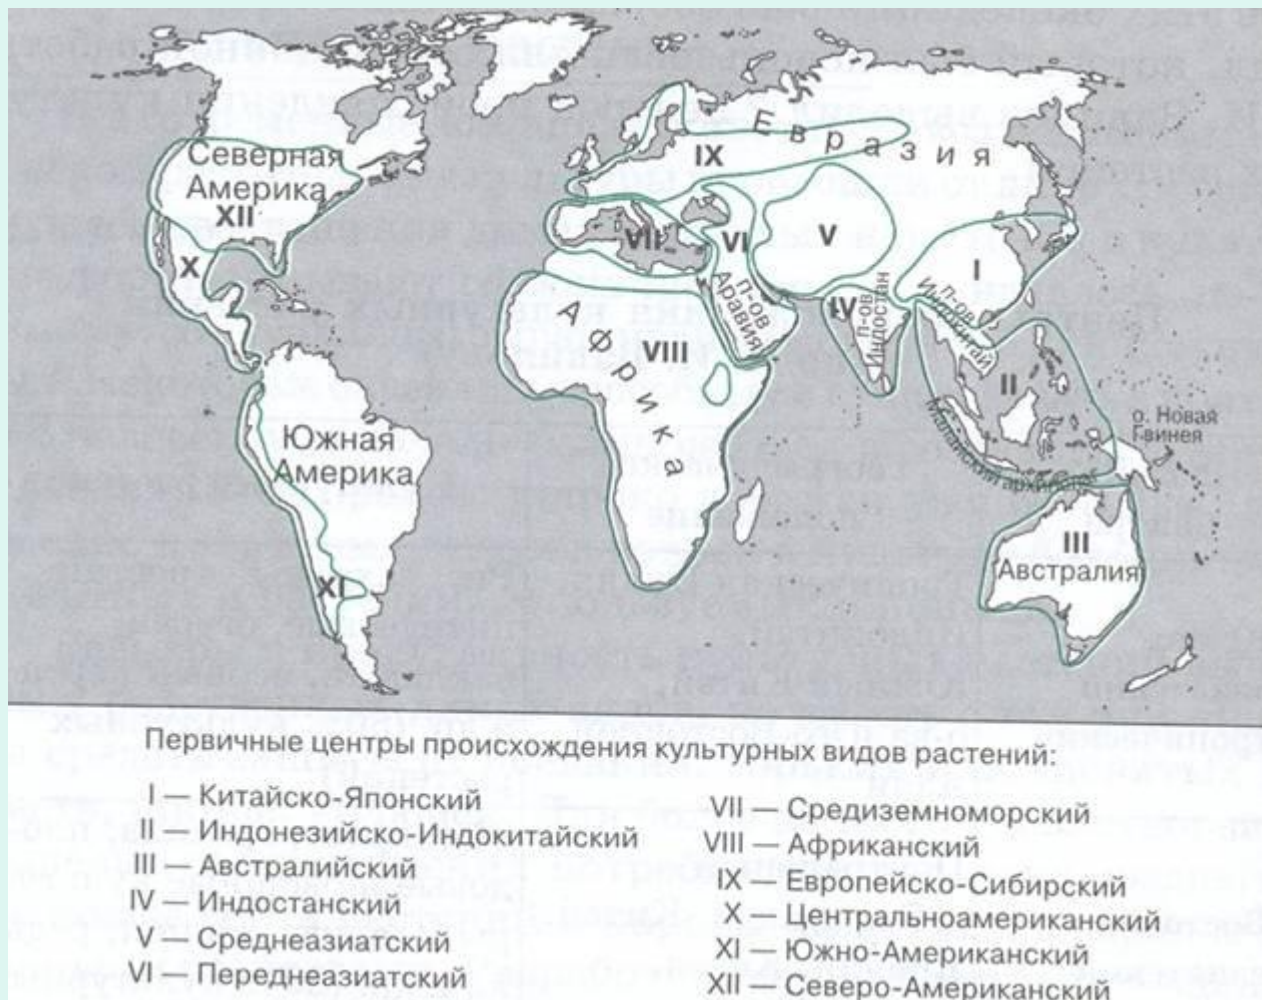 Северная
Америка
XII
X
Южная
Америка
XI
Евразия
IX
VII
VI
V
I
IV
п-ов
Индостан
п-ов
Индокитай
п-ов
Аравия
Африка
VIII
II
о. Новая
Гвинея
Малайский архипелаг
III
Австралия
Первичные центры происхождения культурных видов растений:
I — Китайско-Японский
II — Индонезийско-Индокитайский
III — Австралийский
IV — Индостанский
V — Среднеазиатский
VI — Переднеазиатский
VII — Средиземноморский
VIII — Африканский
IX — Европейско-Сибирский
X — Центральноамериканский
XI — Южно-Американский
XII — Северо-Американский